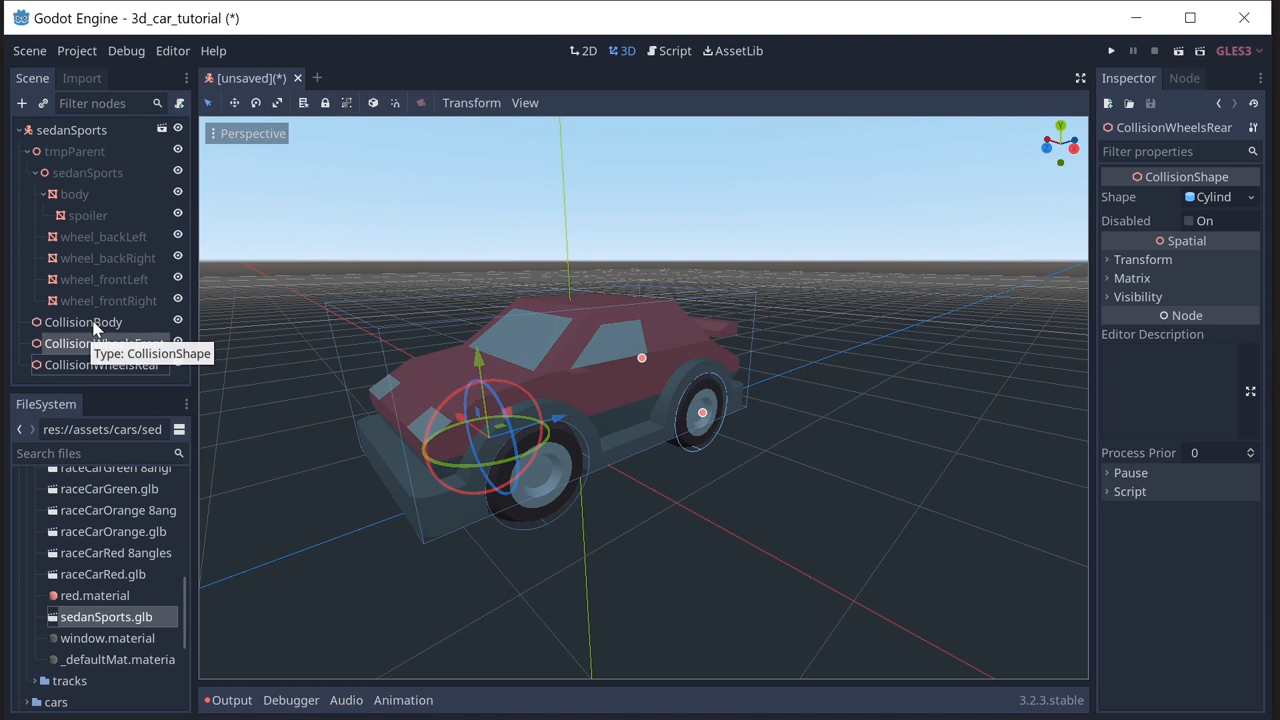 Godot Engine - 3d_car_tutorial (*)
Scene Project Debug Editor Help
2D 3D Script AssetLib
GLES3
Scene Import
[unsaved](*)
Inspector Node
Filter nodes
Transform View
sedanSports
Perspective
Y
Z X
CollisionWheelsRear
tmpParent
Filter properties
sedanSports
CollisionShape
body
Shape Cylind
spoiler
Disabled On
wheel_backLeft
Spatial
wheel_backRight
Transform
wheel_frontLeft
Matrix
wheel_frontRight
Visibility
CollisionBody
Node
Editor Description
CollisionWheelsFront
Type: CollisionShape
CollisionWheelsRear
FileSystem
res://assets/cars/sed
Search files
Process Prior 0
raceCarGreen 8angl
Pause
raceCarGreen.glb
Script
raceCarOrange 8ang
raceCarOrange.glb
raceCarRed 8angles
raceCarRed.glb
red.material
sedanSports.glb
window.material
_defaultMat.materia
tracks
cars
Output Debugger Audio Animation
3.2.3.stable